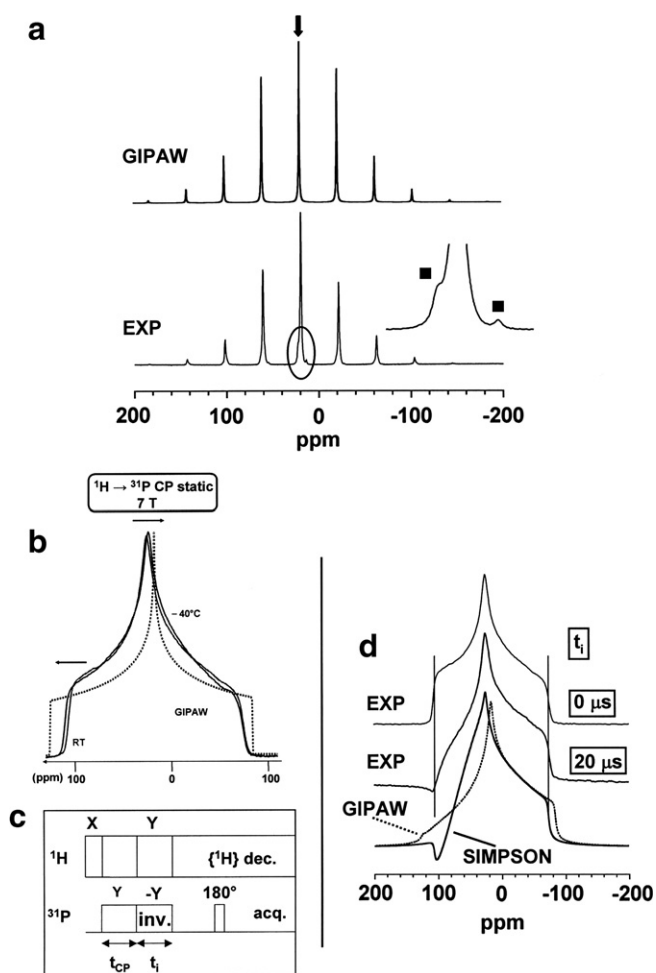 a
GIPAW
EXP
200 100 0 -100 -200
ppm
b
¹H → ³¹P CP static
7 T
– 40°C
GIPAW
RT
(ppm) 100 0 100
c
X Y
¹H {¹H} dec.
Y -Y 180°
³¹P inv. acq.
t_CP t_i
d
t_i
EXP 0 μs
EXP 20 μs
GIPAW
SIMPSON
200 100 0 -100 -200
ppm